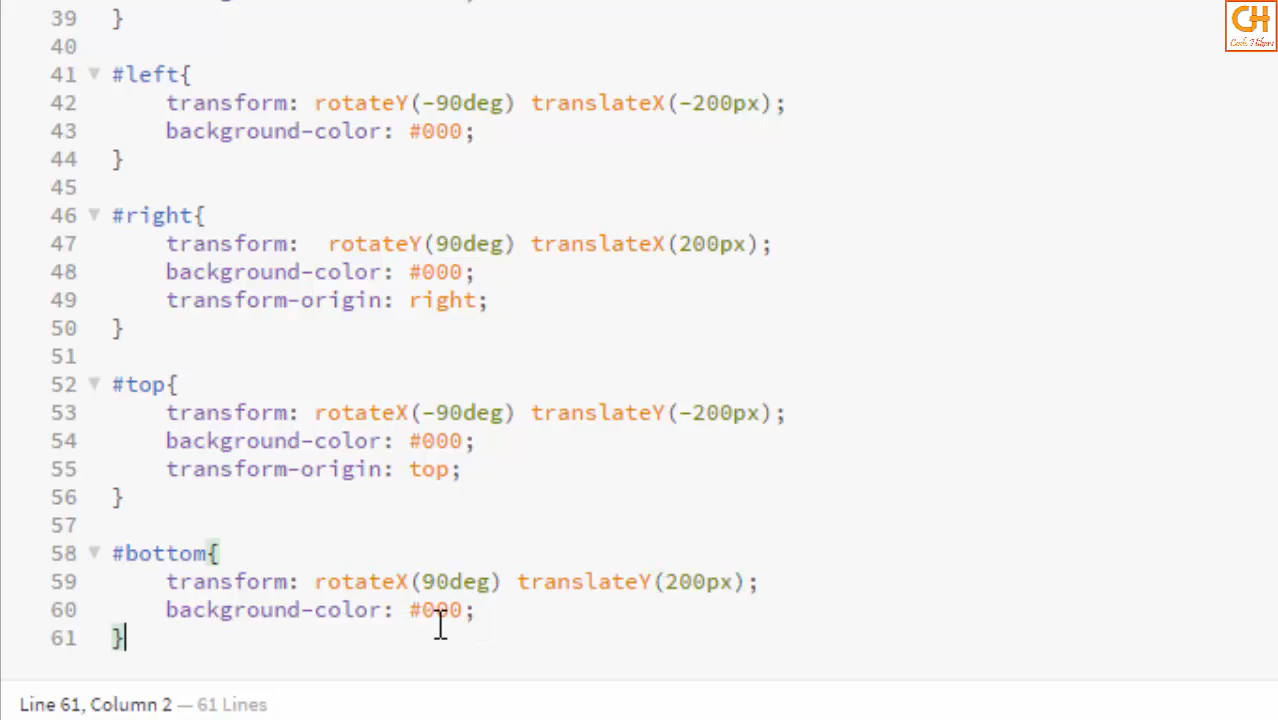 39 }
40
41 #left{
42 transform: rotateY(-90deg) translateX(-200px);
43 background-color: #000;
44 }
45
46 #right{
47 transform:  rotateY(90deg) translateX(200px);
48 background-color: #000;
49 transform-origin: right;
50 }
51
52 #top{
53 transform: rotateX(-90deg) translateY(-200px);
54 background-color: #000;
55 transform-origin: top;
56 }
57
58 #bottom{
59 transform: rotateX(90deg) translateY(200px);
60 background-color: #000;
61 }
Line 61, Column 2 — 61 Lines
CH
Code Hikers